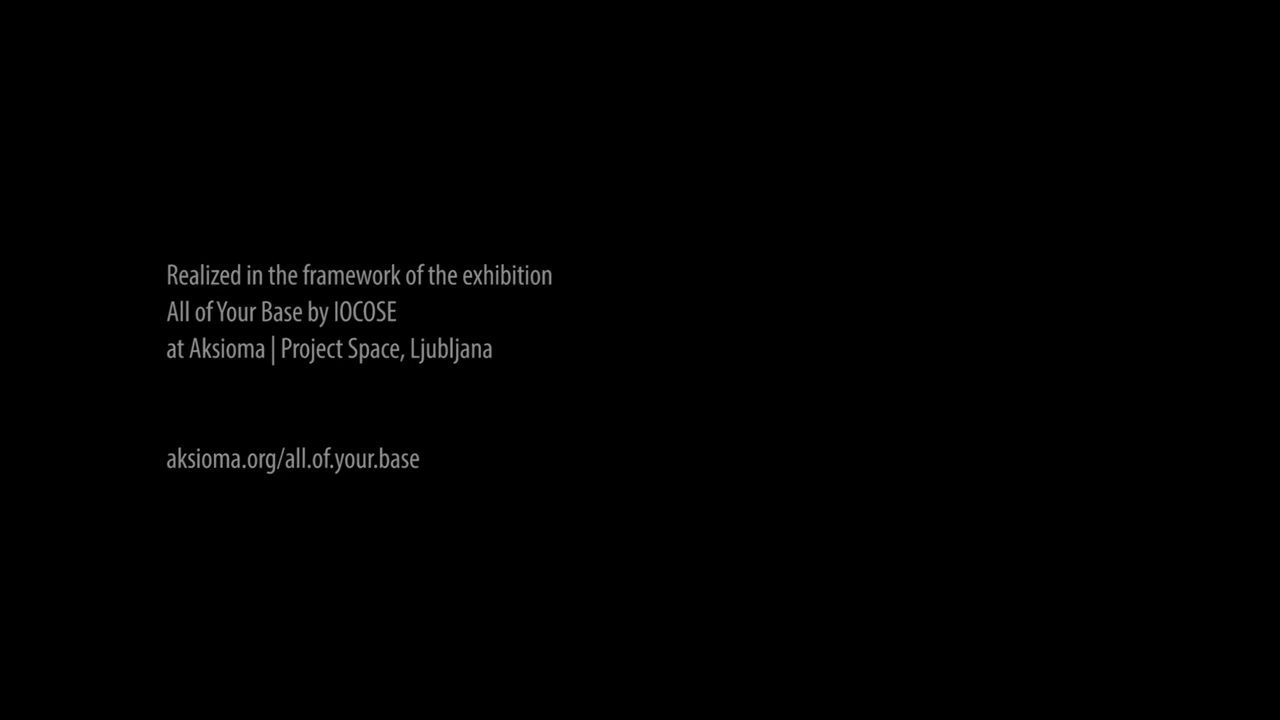 Realized in the framework of the exhibition
All of Your Base by IOCOSE
at Aksioma | Project Space, Ljubljana
aksioma.org/all.of.your.base